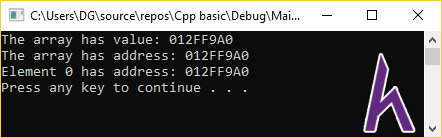 C:\Users\DG\source\repos\Cpp basic\Debug\Mai...
The array has value: 012FF9A0
The array has address: 012FF9A0
Element 0 has address: 012FF9A0
Press any key to continue . . .